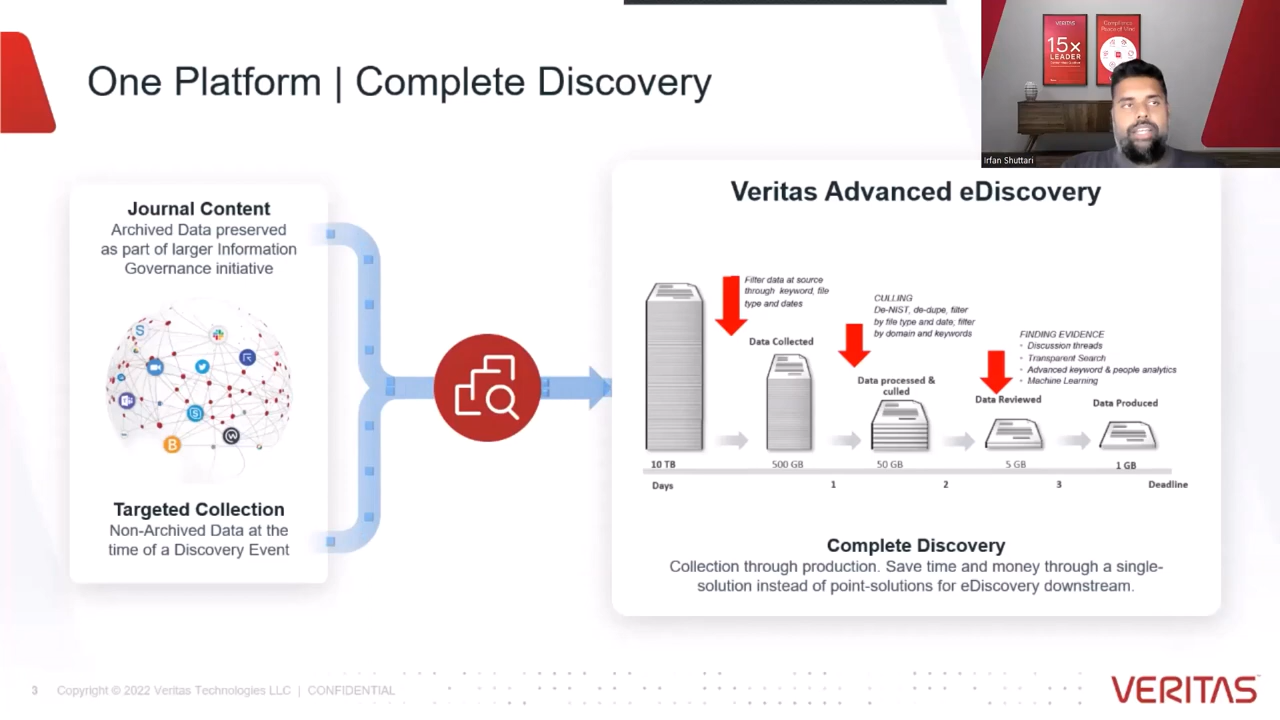 One Platform | Complete Discovery
VERITAS
15x
LEADER
Compliance
Peace of Mind
Irfan Shuttari
Journal Content
Archived Data preserved
as part of larger Information
Governance initiative
Targeted Collection
Non-Archived Data at the
time of a Discovery Event
Veritas Advanced eDiscovery
Filter data at source
through keyword, file
type and dates
CULLING
De-NIST, de-dupe, filter
by file type and date, filter
by domain and keywords
FINDING EVIDENCE
• Discussion threads
• Transparent Search
• Advanced keyword & people analytics
• Machine Learning
Data Collected
Data processed &
culled
Data Reviewed
Data Produced
10 TB
500 GB
50 GB
5 GB
1 GB
Days
1
2
3
Deadline
Complete Discovery
Collection through production. Save time and money through a single-
solution instead of point-solutions for eDiscovery downstream.
3
Copyright © 2022 Veritas Technologies LLC | CONFIDENTIAL
VERITAS